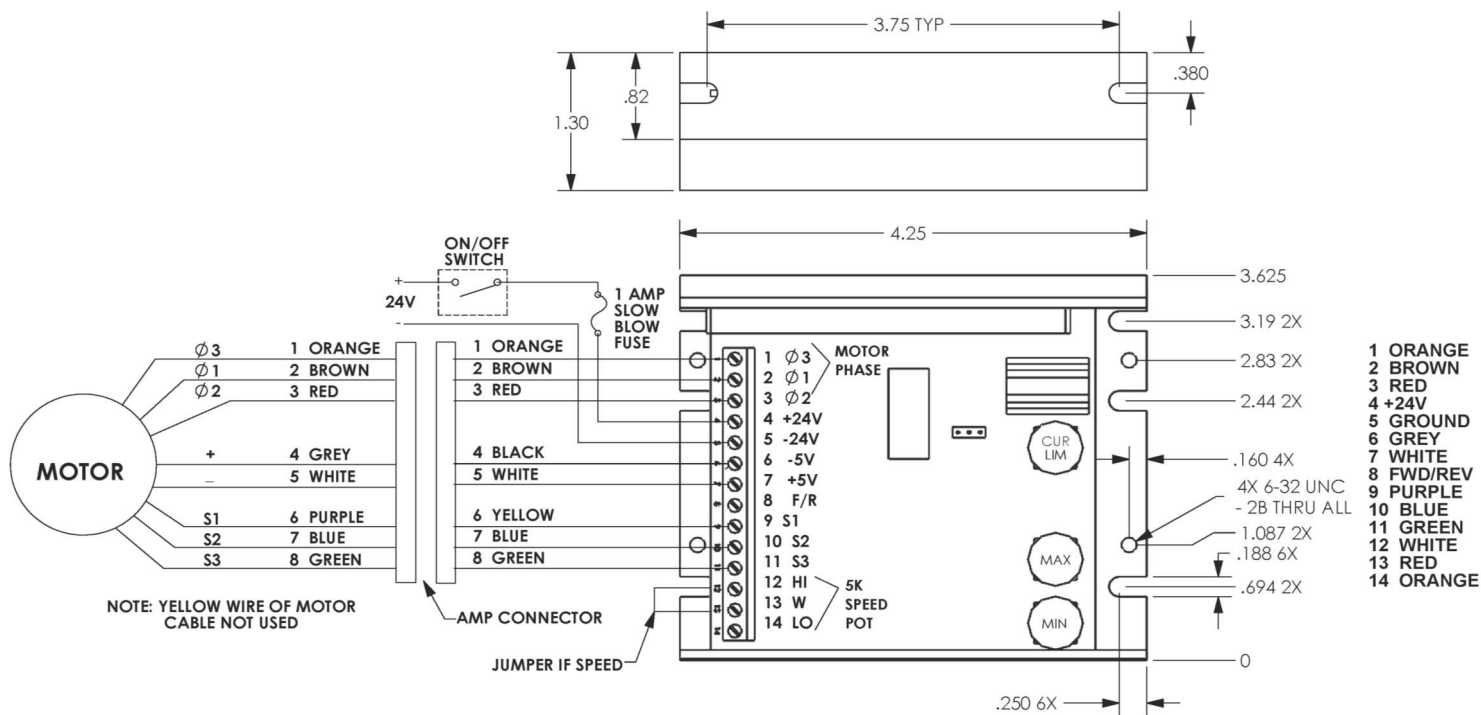 3.75 TYP
.380
.82
1.30
4.25
ON/OFF
SWITCH
+
24V
-
1 AMP
SLOW
BLOW
FUSE
3.625
3.19 2X
2.83 2X
2.44 2X
.160 4X
4X 6-32 UNC
- 2B THRU ALL
1.087 2X
.188 6X
.694 2X
0
.250 6X
MOTOR
Ø3 1 ORANGE
Ø1 2 BROWN
Ø2 3 RED
+ 4 GREY
– 5 WHITE
S1 6 PURPLE
S2 7 BLUE
S3 8 GREEN
NOTE: YELLOW WIRE OF MOTOR
CABLE NOT USED
AMP CONNECTOR
1 ORANGE
2 BROWN
3 RED
4 BLACK
5 WHITE
6 YELLOW
7 BLUE
8 GREEN
JUMPER IF SPEED
1 Ø3
2 Ø1
3 Ø2
MOTOR
PHASE
4 +24V
5 -24V
6 -5V
7 +5V
8 F/R
9 S1
10 S2
11 S3
12 HI
13 W
14 LO
5K
SPEED
POT
CUR
LIM
MAX
MIN
1 ORANGE
2 BROWN
3 RED
4 +24V
5 GROUND
6 GREY
7 WHITE
8 FWD/REV
9 PURPLE
10 BLUE
11 GREEN
12 WHITE
13 RED
14 ORANGE